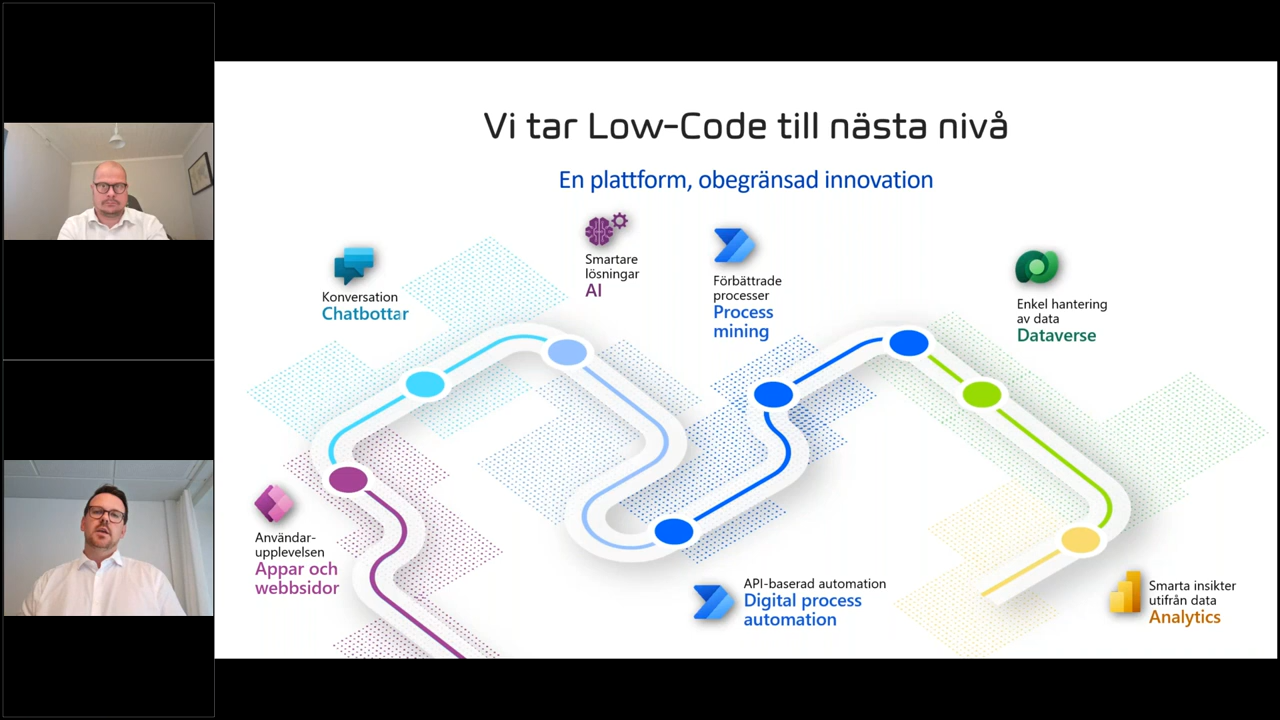 Vi tar Low-Code till nästa nivå
En plattform, obegränsad innovation
Konversation
Chatbottar
Smartare
lösningar
AI
Förbättrade
processer
Process
mining
Enkel hantering
av data
Dataverse
Användar-
upplevelsen
Appar och
webbsidor
API-baserad automation
Digital process
automation
Smarta insikter
utifrån data
Analytics